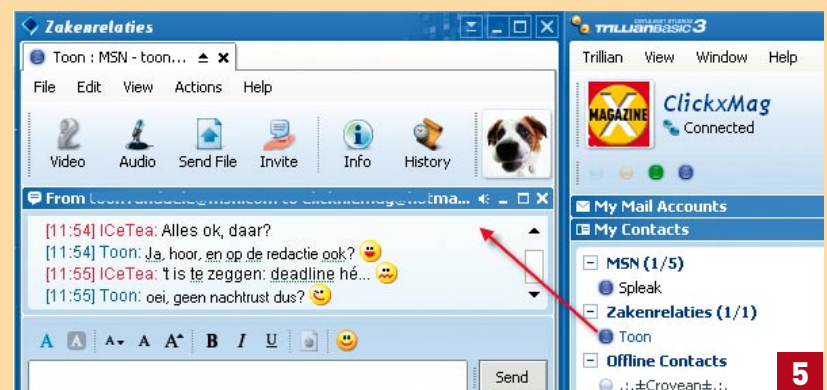 Zakenrelaties
Toon : MSN - toon...
File Edit View Actions Help
Video Audio Send File Invite Info History
From
[11:54] ICeTea: Alles ok, daar?
[11:54] Toon: Ja, hoor, en op de redactie ook?
[11:55] ICeTea: 't is te zeggen: deadline hé...
[11:55] Toon: oei, geen nachtrust dus?
A A A A A B I U
Send
CERULEAN STUDIOS
TRILLIAN BASIC 3
Trillian View Window Help
MAGAZINE
ClickxMag
Connected
My Mail Accounts
My Contacts
MSN (1/5)
Spleak
Zakenrelaties (1/1)
Toon
Offline Contacts
.:.±Crovean±.:.
5